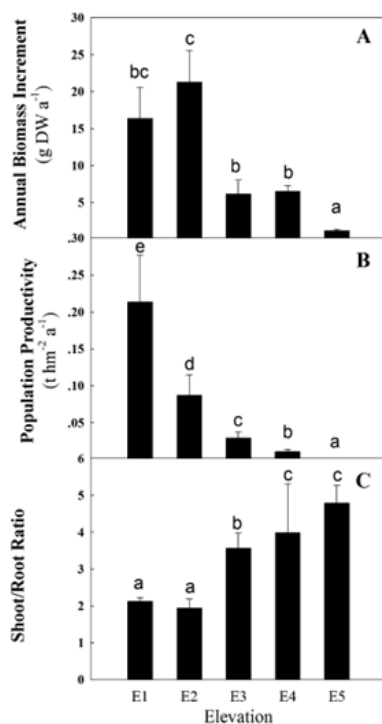 30
A
Annual Biomass Increment
(g DW a⁻¹)
25
20
15
10
5
bc
c
b
b
a
.30
B
Population Productivity
(t hm⁻² a⁻¹)
.25
.20
.15
.10
.05
e
d
c
b
a
6
C
Shoot/Root Ratio
5
4
3
2
1
0
a
a
b
c
c
E1 E2 E3 E4 E5
Elevation